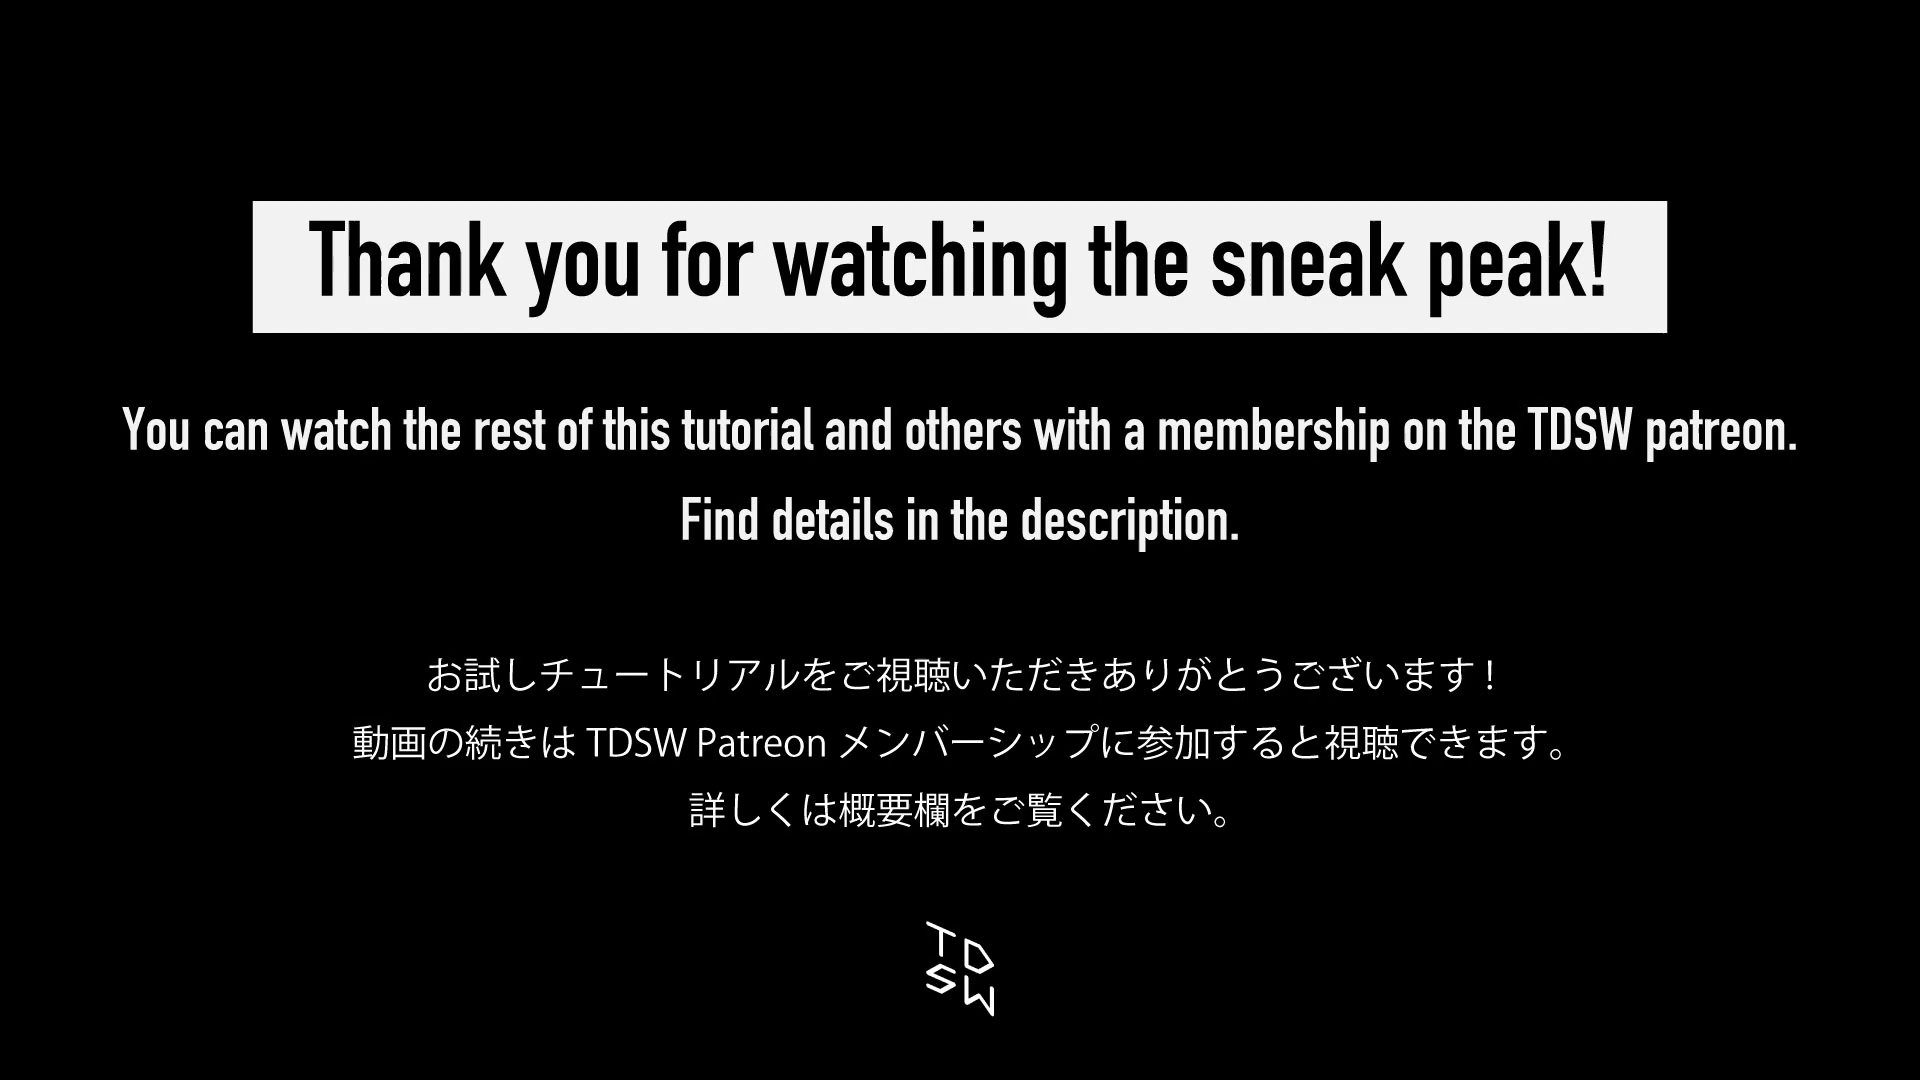 Thank you for watching the sneak peak!
You can watch the rest of this tutorial and others with a membership on the TDSW patreon.
Find details in the description.
お試しチュートリアルをご視聴いただきありがとうございます！
動画の続きは TDSW Patreon メンバーシップに参加すると視聴できます。
詳しくは概要欄をご覧ください。
TD
SW